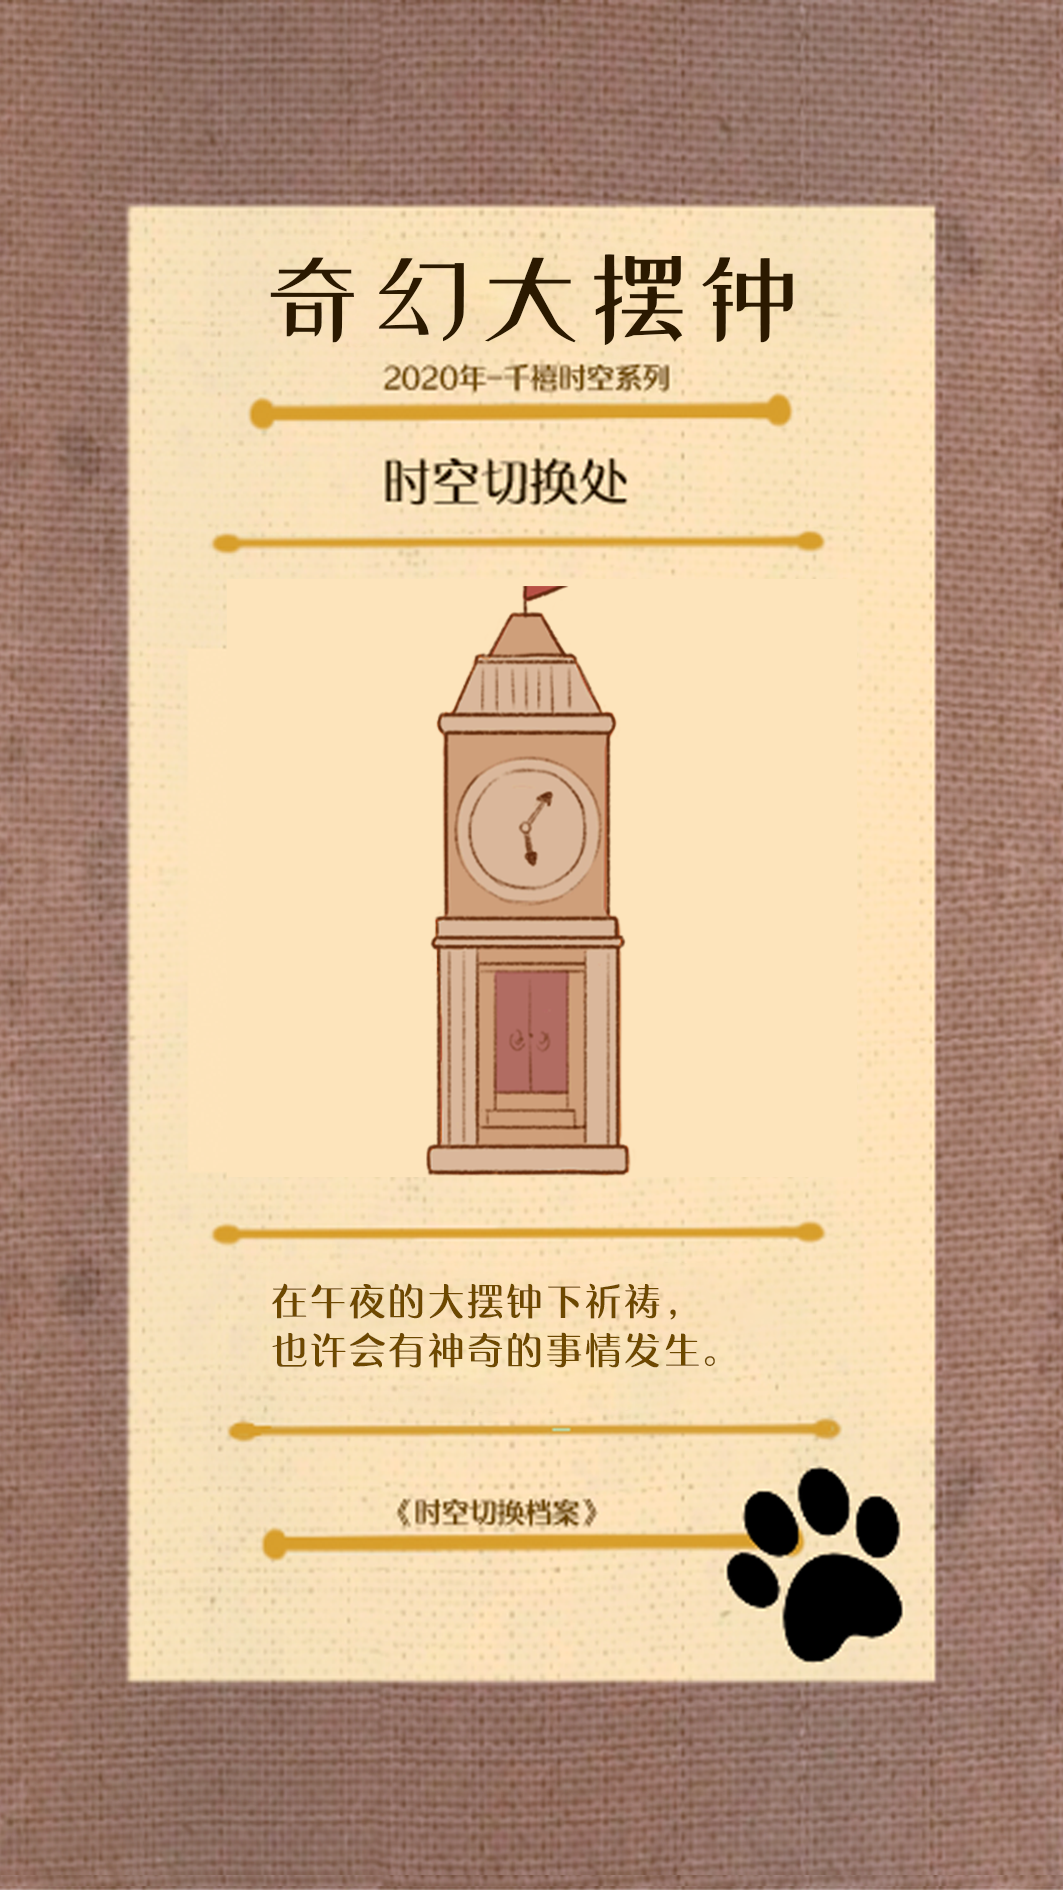 奇幻大摆钟
2020年-千禧时空系列
时空切换处
在午夜的大摆钟下祈祷，
也许会有神奇的事情发生。
《时空切换档案》